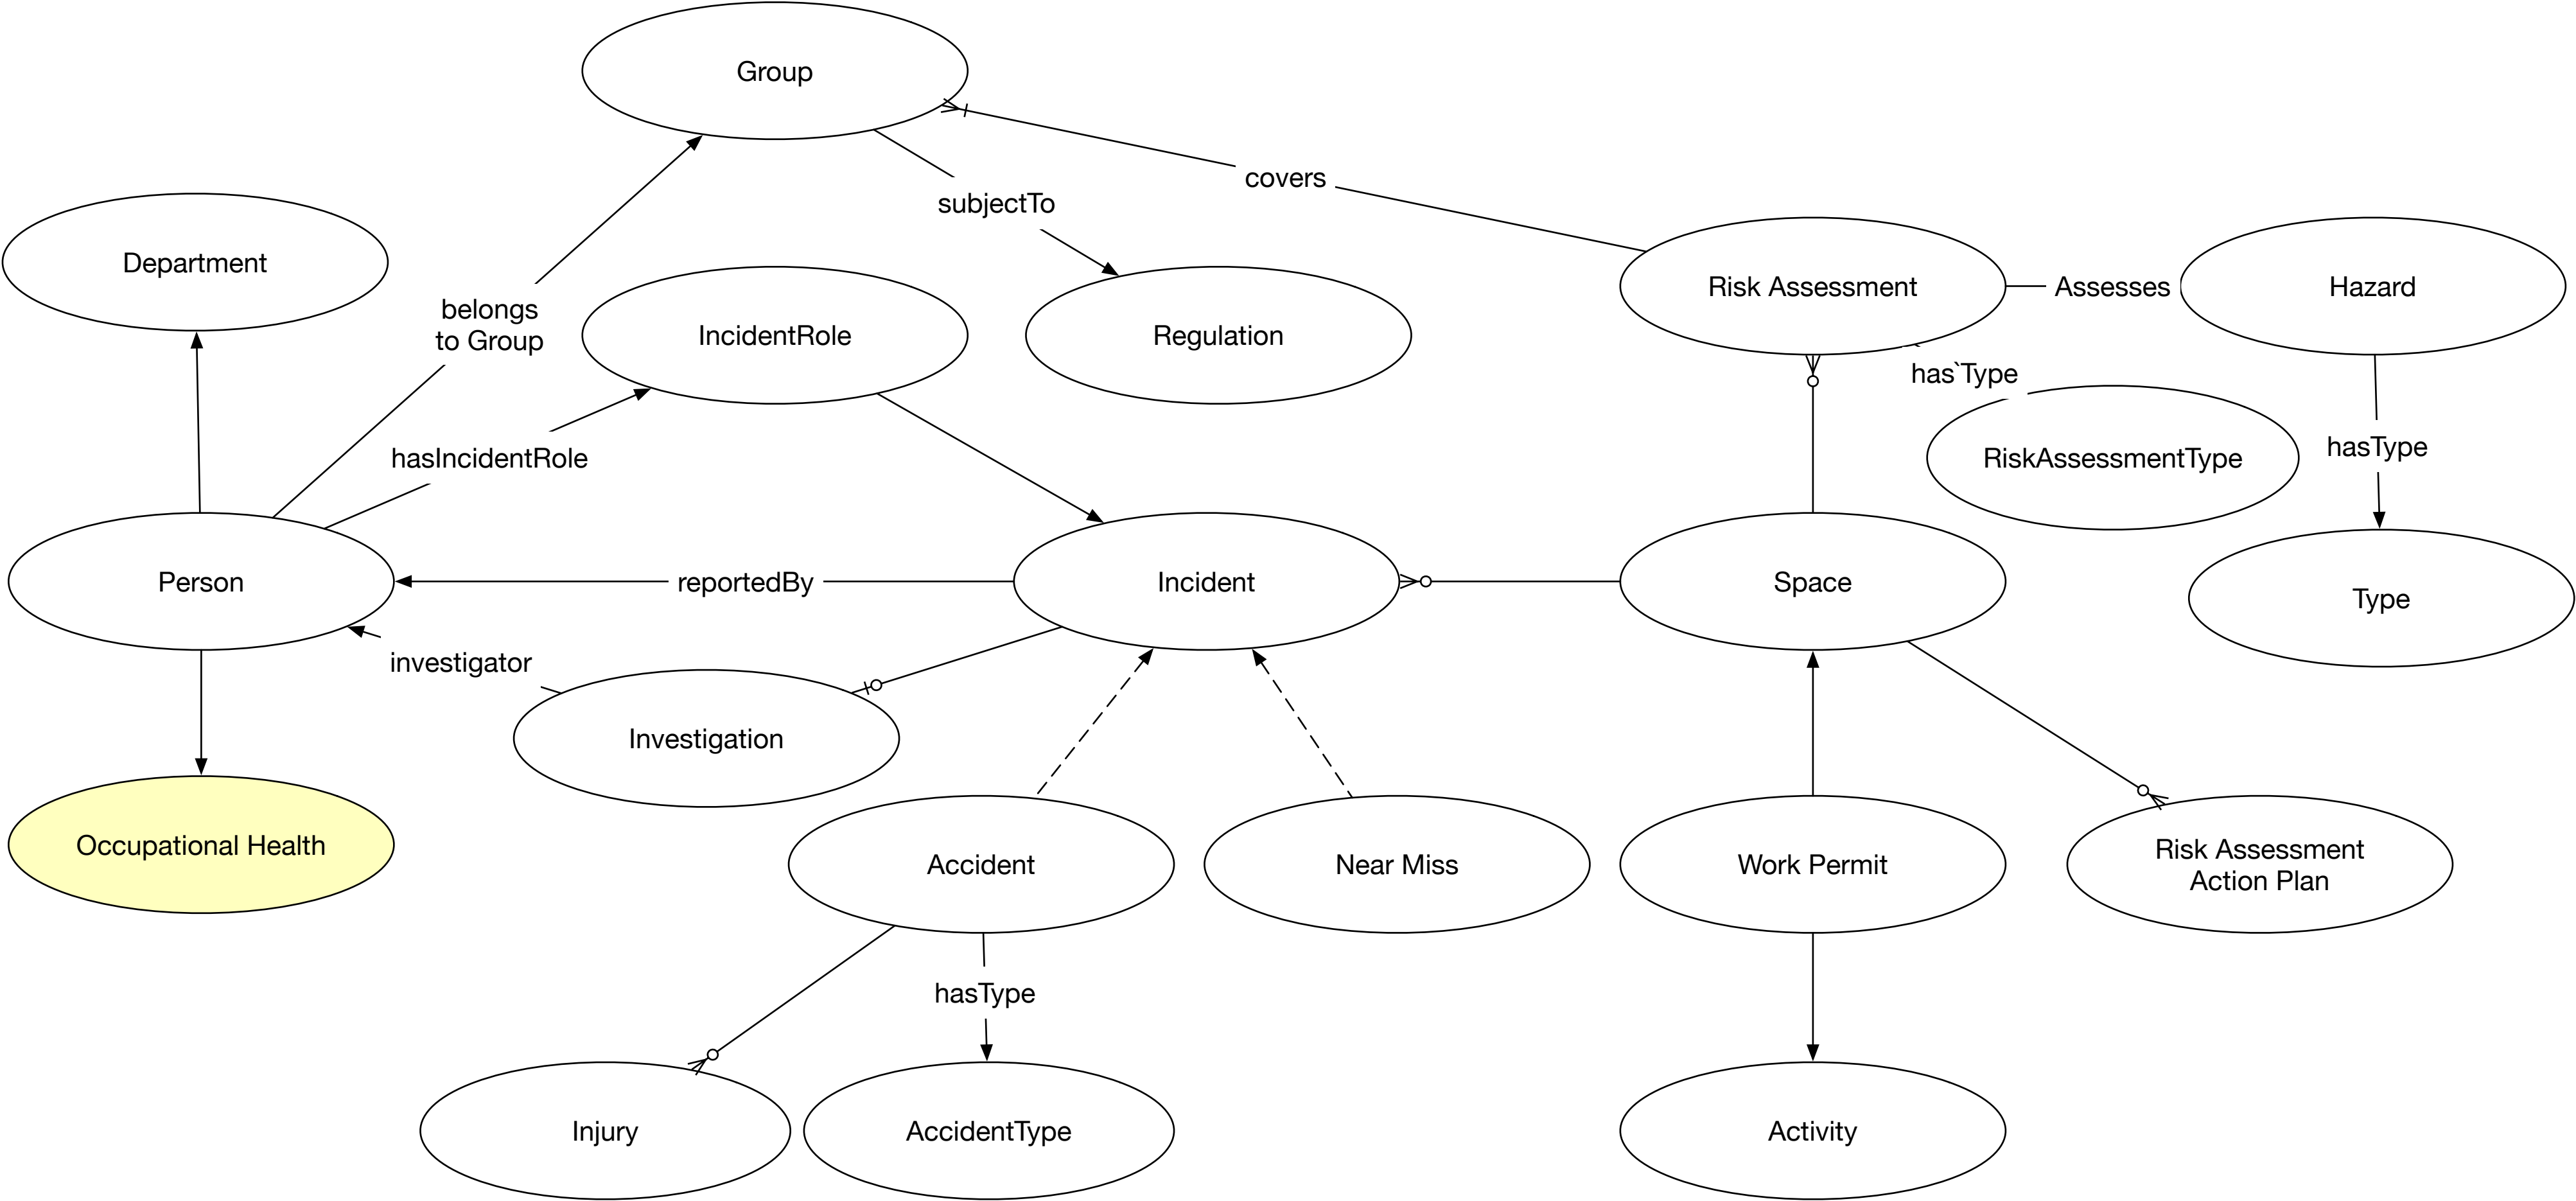 Group
covers
subjectTo
Department
Risk Assessment
Assesses
Hazard
belongs
to Group
IncidentRole
Regulation
has`Type
hasType
hasIncidentRole
RiskAssessmentType
Person
reportedBy
Incident
Space
Type
investigator
Investigation
Occupational Health
Accident
Near Miss
Work Permit
Risk Assessment
Action Plan
hasType
Injury
AccidentType
Activity